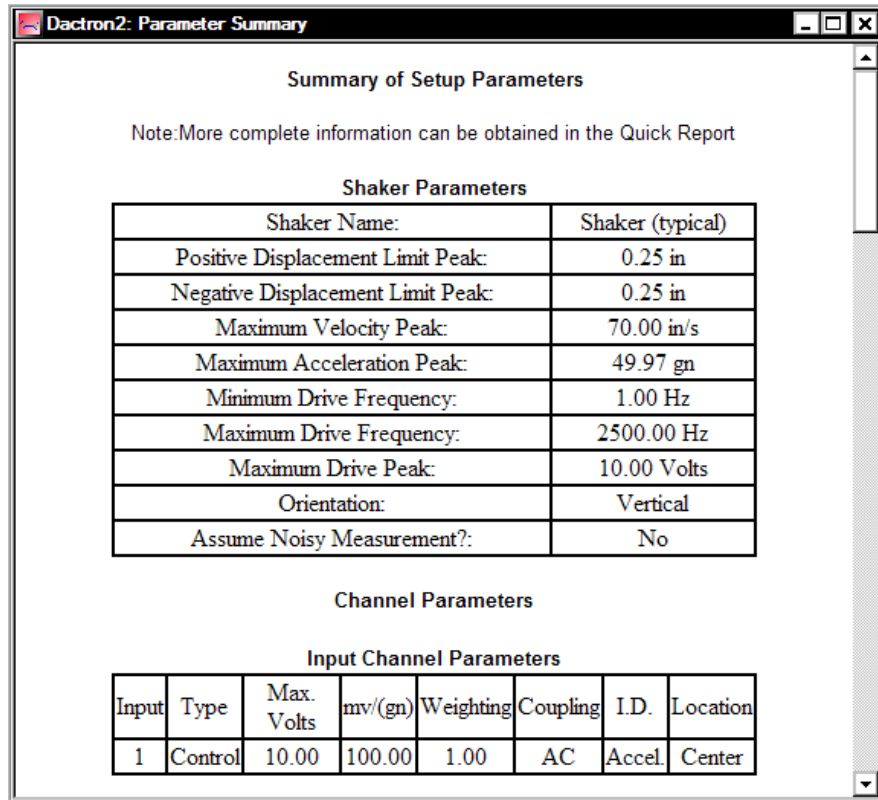 Dactron2: Parameter Summary
Summary of Setup Parameters
Note:More complete information can be obtained in the Quick Report
Shaker Parameters
Shaker Name: Shaker (typical)
Positive Displacement Limit Peak: 0.25 in
Negative Displacement Limit Peak: 0.25 in
Maximum Velocity Peak: 70.00 in/s
Maximum Acceleration Peak: 49.97 gn
Minimum Drive Frequency: 1.00 Hz
Maximum Drive Frequency: 2500.00 Hz
Maximum Drive Peak: 10.00 Volts
Orientation: Vertical
Assume Noisy Measurement?: No
Channel Parameters
Input Channel Parameters
Input Type Max. Volts mv/(gn) Weighting Coupling I.D. Location
1 Control 10.00 100.00 1.00 AC Accel. Center